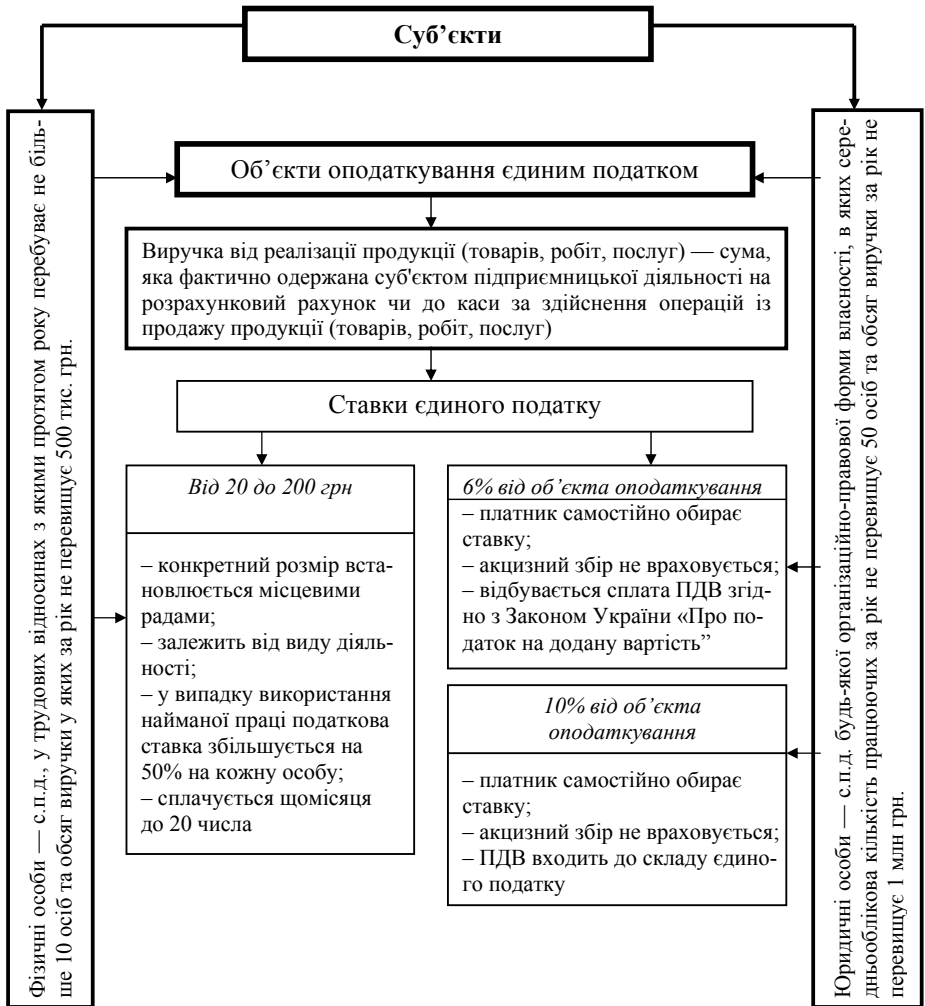 Суб’єкти
Фізичні особи — с.п.д., у трудових відносинах з якими протягом року перебуває не біль-
ше 10 осіб та обсяг виручки у яких за рік не перевищує 500 тис. грн.
Об’єкти оподаткування єдиним податком
Виручка від реалізації продукції (товарів, робіт, послуг) — сума,
яка фактично одержана суб'єктом підприємницької діяльності на
розрахунковий рахунок чи до каси за здійснення операцій із
продажу продукції (товарів, робіт, послуг)
Ставки єдиного податку
Від 20 до 200 грн
– конкретний розмір вста-
новлюється місцевими
радами;
– залежить від виду діяль-
ності;
– у випадку використання
найманої праці податкова
ставка збільшується на
50% на кожну особу;
– сплачується щомісяця
до 20 числа
6% від об’єкта оподаткування
– платник самостійно обирає
ставку;
– акцизний збір не враховується;
– відбувається сплата ПДВ згід-
но з Законом України «Про по-
даток на додану вартість”
10% від об’єкта
оподаткування
– платник самостійно обирає
ставку;
– акцизний збір не враховується;
– ПДВ входить до складу єдино-
го податку
Юридичні особи — с.п.д. будь-якої організаційно-правової форми власності, в яких сере-
дньооблікова кількість працюючих за рік не перевищує 50 осіб та обсяг виручки за рік не
перевищує 1 млн грн.